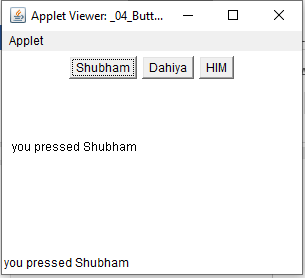 Applet Viewer: _04_Butt...
Applet
Shubham Dahiya HIM
you pressed Shubham
you pressed Shubham